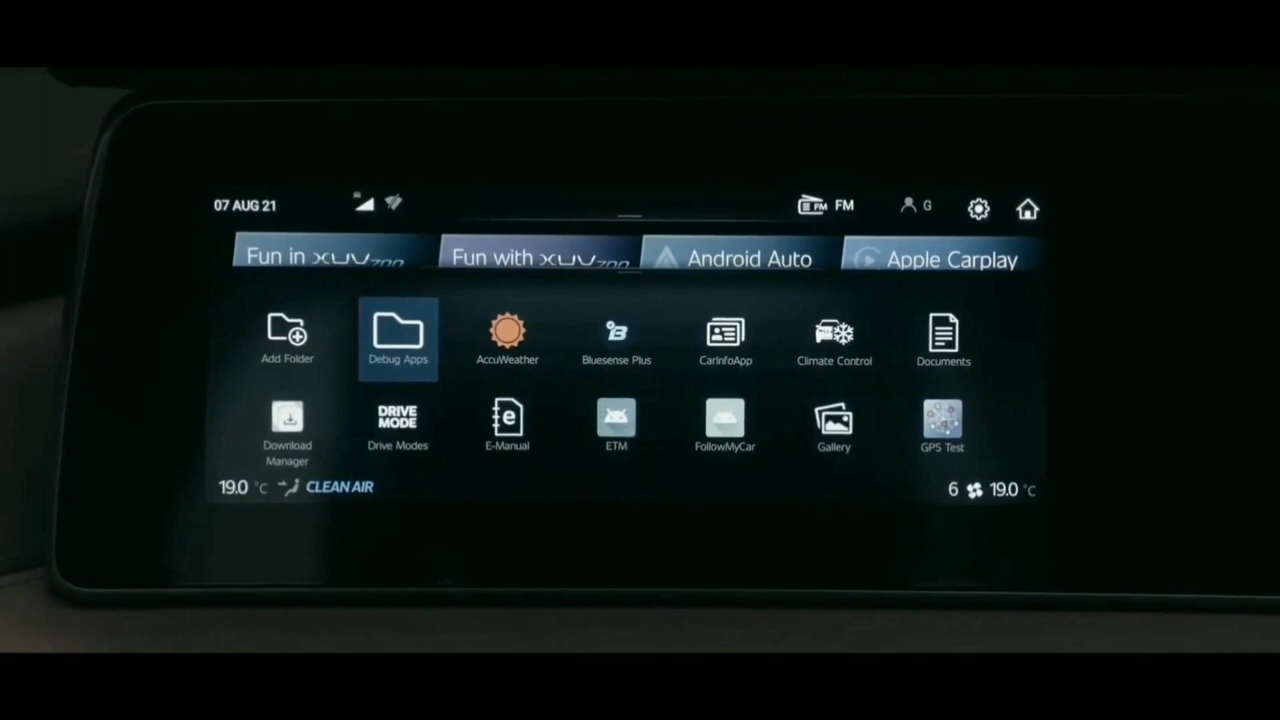 07 AUG 21
FM FM
G
Fun in XUV700
Fun with XUV700
Android Auto
Apple Carplay
Add Folder
Debug Apps
AccuWeather
Bluesense Plus
CarInfoApp
Climate Control
Documents
Download
Manager
DRIVE
MODE
Drive Modes
E-Manual
ETM
FollowMyCar
Gallery
GPS Test
19.0 °C
CLEAN AIR
6
19.0 °C